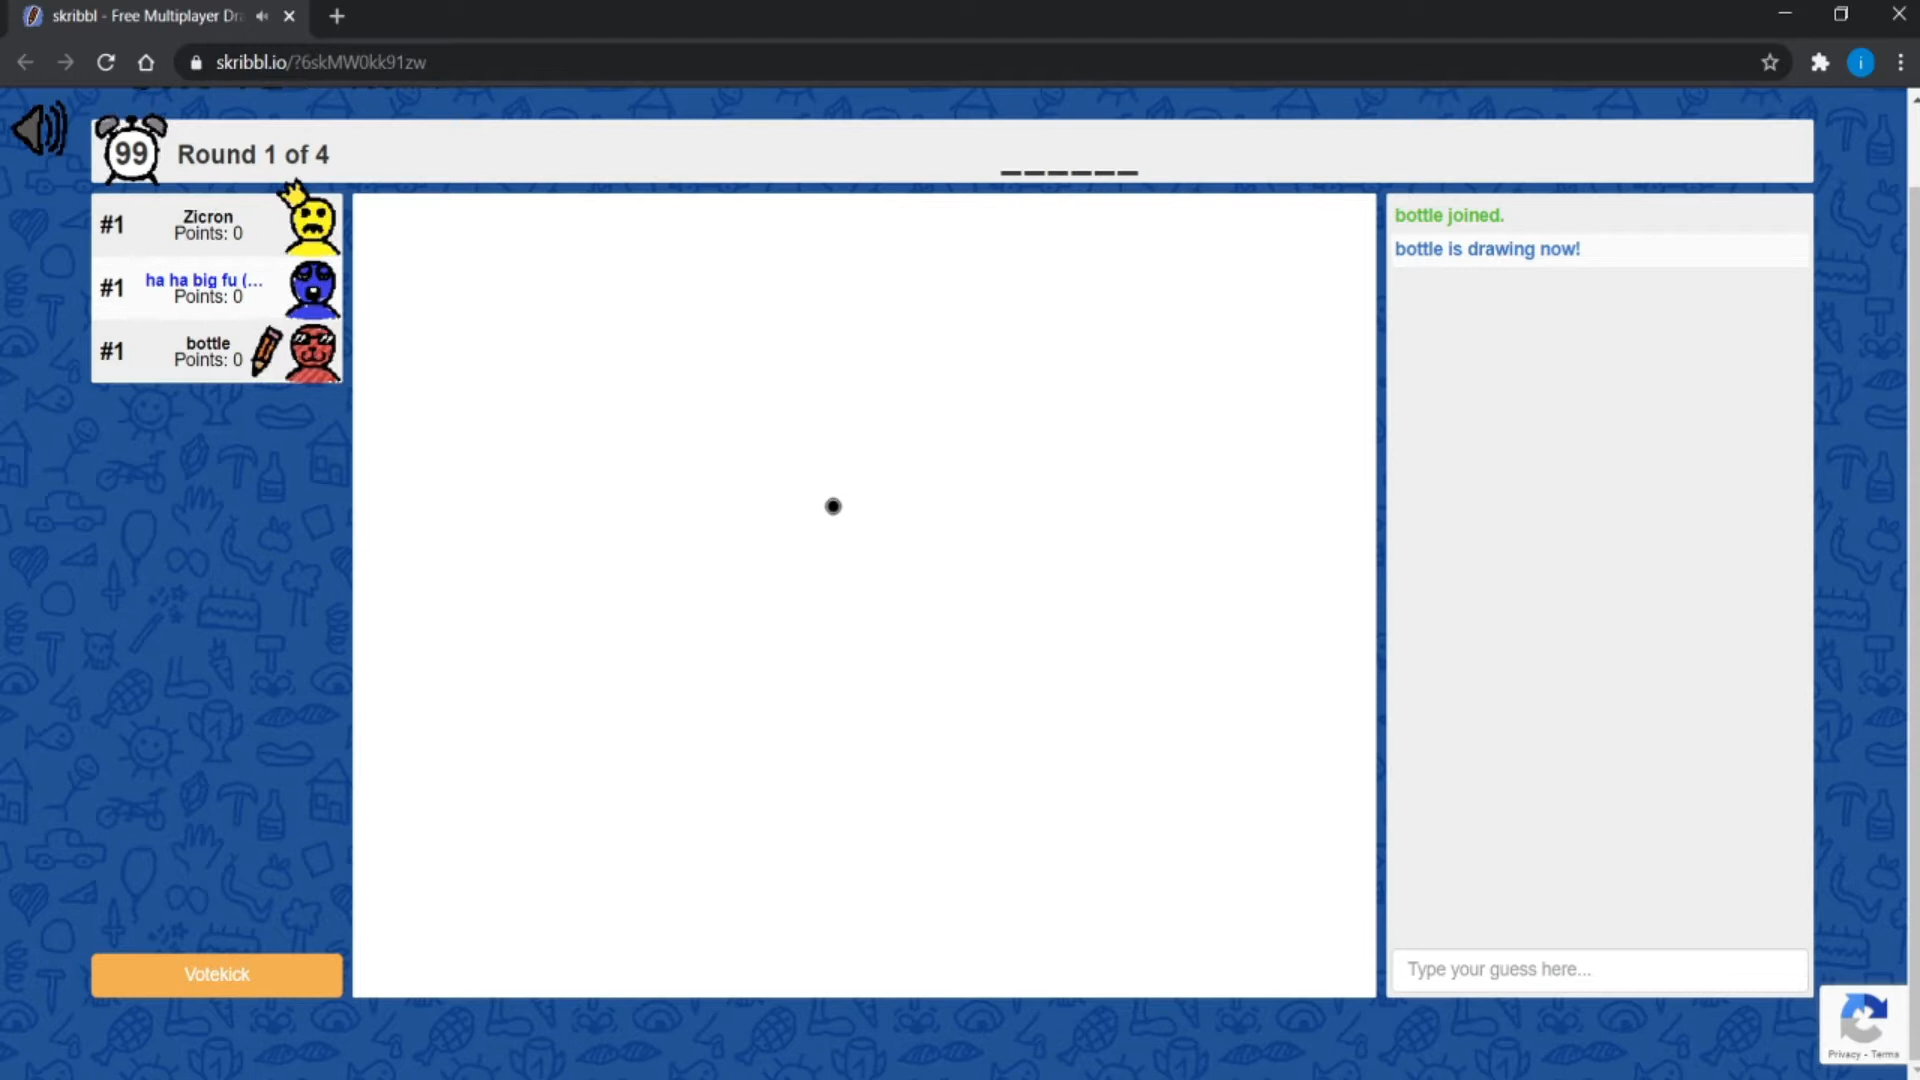 skribbl - Free Multiplayer Dr
skribbl.io/?6skMW0kk91zw
99
Round 1 of 4
______
#1
Zicron
Points: 0
#1
ha ha big fu (...
Points: 0
#1
bottle
Points: 0
bottle joined.
bottle is drawing now!
Votekick
Type your guess here...
Privacy - Terms
i